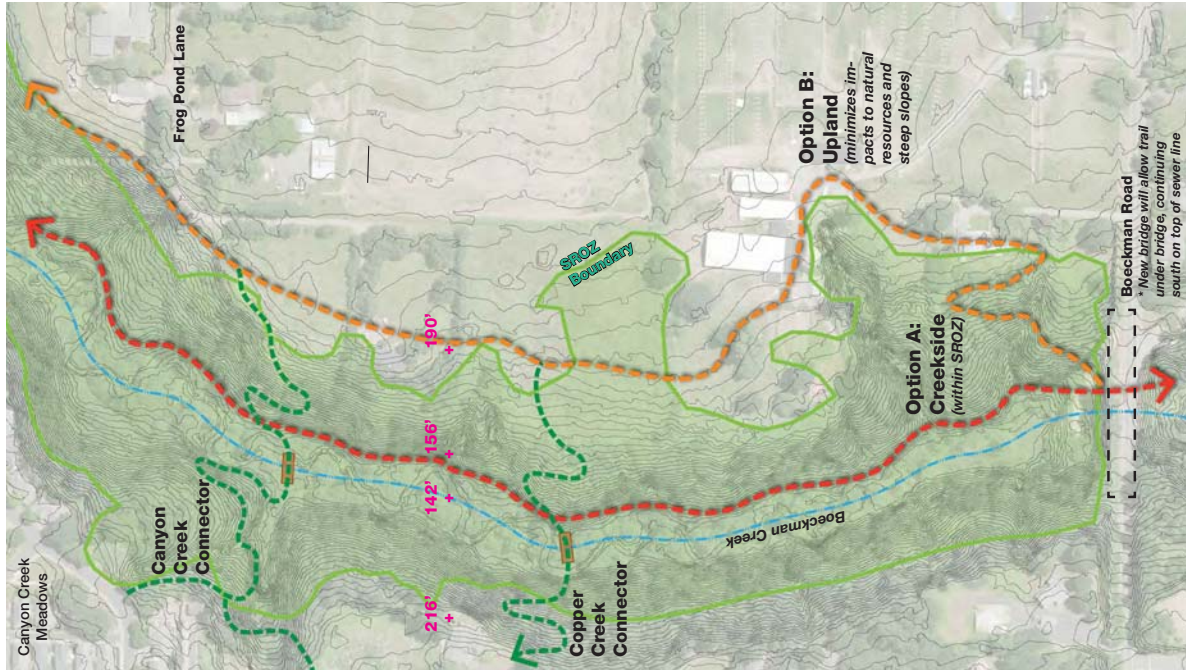 Canyon Creek
Meadows
Frog Pond Lane
Canyon
Creek
Connector
216'
142'
156'
190'
SROZ
Boundary
Copper
Creek
Connector
Boeckman Creek
Option A:
Creekside
(within SROZ)
Option B:
Upland
(minimizes im-
pacts to natural
resources and
steep slopes)
Boeckman Road
* New bridge will allow trail
under bridge, continuing
south on top of sewer line